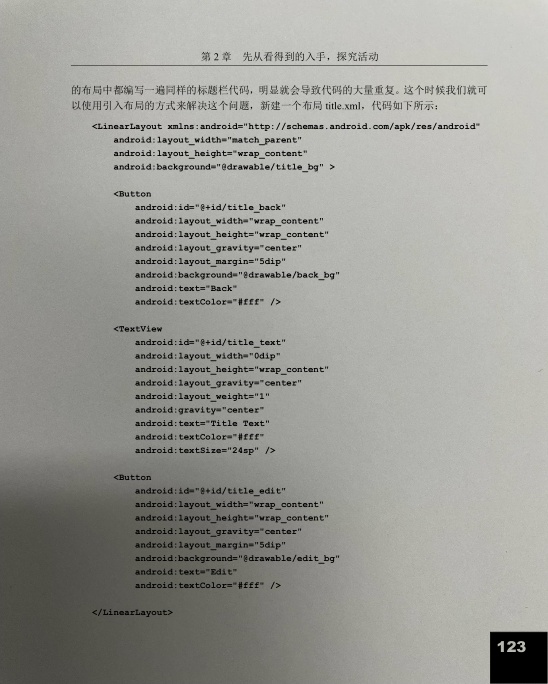 第 2 章　先从看得到的入手，探究活动
的布局中都编写一遍同样的标题栏代码，明显就会导致代码的大量重复。这个时候我们就可
以使用引入布局的方式来解决这个问题，新建一个布局 title.xml，代码如下所示：
<LinearLayout xmlns:android="http://schemas.android.com/apk/res/android"
    android:layout_width="match_parent"
    android:layout_height="wrap_content"
    android:background="@drawable/title_bg" >
    <Button
        android:id="@+id/title_back"
        android:layout_width="wrap_content"
        android:layout_height="wrap_content"
        android:layout_gravity="center"
        android:layout_margin="5dip"
        android:background="@drawable/back_bg"
        android:text="Back"
        android:textColor="#fff" />
    <TextView
        android:id="@+id/title_text"
        android:layout_width="0dip"
        android:layout_height="wrap_content"
        android:layout_gravity="center"
        android:layout_weight="1"
        android:gravity="center"
        android:text="Title Text"
        android:textColor="#fff"
        android:textSize="24sp" />
    <Button
        android:id="@+id/title_edit"
        android:layout_width="wrap_content"
        android:layout_height="wrap_content"
        android:layout_gravity="center"
        android:layout_margin="5dip"
        android:background="@drawable/edit_bg"
        android:text="Edit"
        android:textColor="#fff" />
</LinearLayout>
123